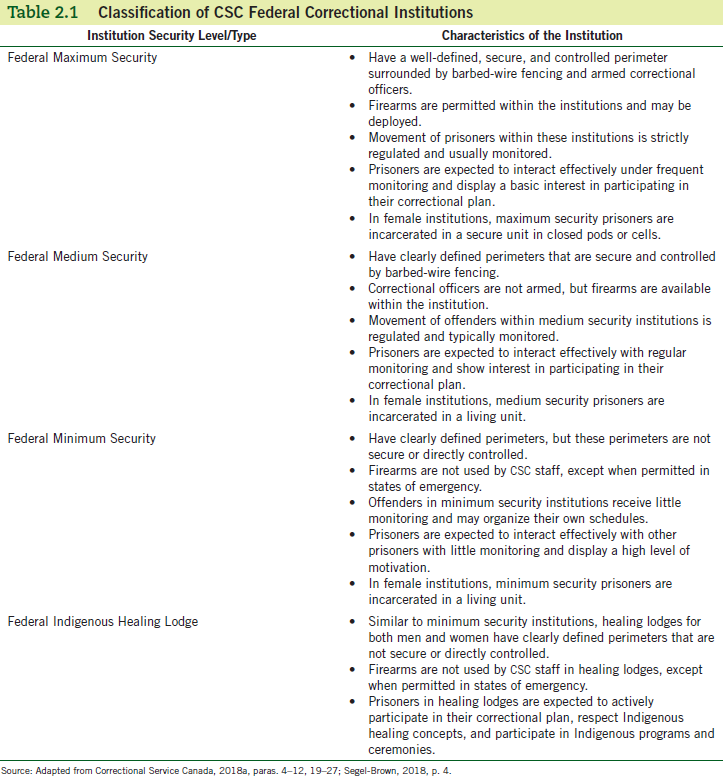 Table 2.1 Classification of CSC Federal Correctional Institutions
Institution Security Level/Type Characteristics of the Institution
Federal Maximum Security • Have a well-defined, secure, and controlled perimeter
surrounded by barbed-wire fencing and armed correctional
officers.
• Firearms are permitted within the institutions and may be
deployed.
• Movement of prisoners within these institutions is strictly
regulated and usually monitored.
• Prisoners are expected to interact effectively under frequent
monitoring and display a basic interest in participating in
their correctional plan.
• In female institutions, maximum security prisoners are
incarcerated in a secure unit in closed pods or cells.
Federal Medium Security • Have clearly defined perimeters that are secure and controlled
by barbed-wire fencing.
• Correctional officers are not armed, but firearms are available
within the institution.
• Movement of offenders within medium security institutions is
regulated and typically monitored.
• Prisoners are expected to interact effectively with regular
monitoring and show interest in participating in their
correctional plan.
• In female institutions, medium security prisoners are
incarcerated in a living unit.
Federal Minimum Security • Have clearly defined perimeters, but these perimeters are not
secure or directly controlled.
• Firearms are not used by CSC staff, except when permitted in
states of emergency.
• Offenders in minimum security institutions receive little
monitoring and may organize their own schedules.
• Prisoners are expected to interact effectively with other
prisoners with little monitoring and display a high level of
motivation.
• In female institutions, minimum security prisoners are
incarcerated in a living unit.
Federal Indigenous Healing Lodge • Similar to minimum security institutions, healing lodges for
both men and women have clearly defined perimeters that are
not secure or directly controlled.
• Firearms are not used by CSC staff in healing lodges, except
when permitted in states of emergency.
• Prisoners in healing lodges are expected to actively
participate in their correctional plan, respect Indigenous
healing concepts, and participate in Indigenous programs and
ceremonies.
Source: Adapted from Correctional Service Canada, 2018a, paras. 4–12, 19–27; Segel-Brown, 2018, p. 4.